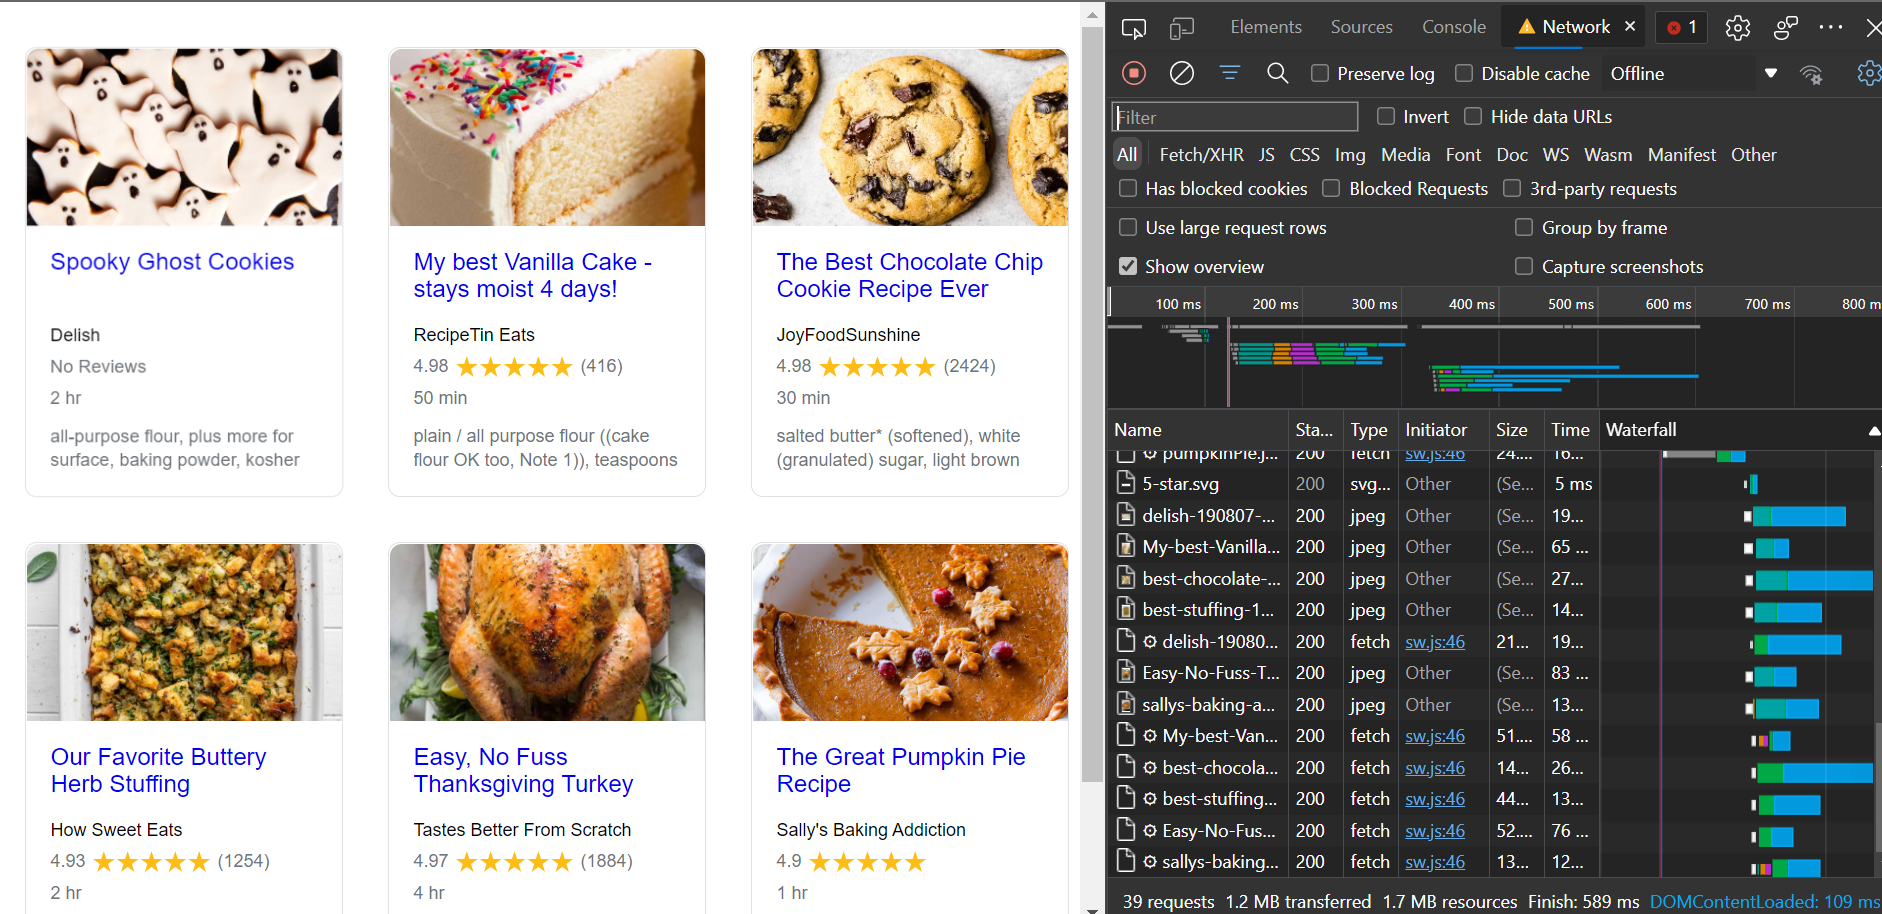 Spooky Ghost Cookies
Delish
No Reviews
2 hr
all-purpose flour, plus more for
surface, baking powder, kosher
My best Vanilla Cake -
stays moist 4 days!
RecipeTin Eats
4.98 (416)
50 min
plain / all purpose flour ((cake
flour OK too, Note 1)), teaspoons
The Best Chocolate Chip
Cookie Recipe Ever
JoyFoodSunshine
4.98 (2424)
30 min
salted butter* (softened), white
(granulated) sugar, light brown
Our Favorite Buttery
Herb Stuffing
How Sweet Eats
4.93 (1254)
2 hr
Easy, No Fuss
Thanksgiving Turkey
Tastes Better From Scratch
4.97 (1884)
4 hr
The Great Pumpkin Pie
Recipe
Sally's Baking Addiction
4.9
1 hr
Elements Sources Console Network 1
Preserve log Disable cache Offline
Filter Invert Hide data URLs
All Fetch/XHR JS CSS Img Media Font Doc WS Wasm Manifest Other
Has blocked cookies Blocked Requests 3rd-party requests
Use large request rows Group by frame
Show overview Capture screenshots
100 ms 200 ms 300 ms 400 ms 500 ms 600 ms 700 ms 800 m
Name Sta... Type Initiator Size Time Waterfall
pumpkinPie.j... 200 fetch sw.js:46 24.... 16...
5-star.svg 200 svg... Other (Se... 5 ms
delish-190807-... 200 jpeg Other (Se... 19...
My-best-Vanilla... 200 jpeg Other (Se... 65 ...
best-chocolate-... 200 jpeg Other (Se... 27...
best-stuffing-1... 200 jpeg Other (Se... 14...
delish-19080... 200 fetch sw.js:46 21.... 19...
Easy-No-Fuss-T... 200 jpeg Other (Se... 83 ...
sallys-baking-a... 200 jpeg Other (Se... 13...
My-best-Van... 200 fetch sw.js:46 51.... 58 ...
best-chocola... 200 fetch sw.js:46 14... 26...
best-stuffing... 200 fetch sw.js:46 44... 13...
Easy-No-Fus... 200 fetch sw.js:46 52.... 76 ...
sallys-baking... 200 fetch sw.js:46 13... 12...
39 requests 1.2 MB transferred 1.7 MB resources Finish: 589 ms DOMContentLoaded: 109 ms